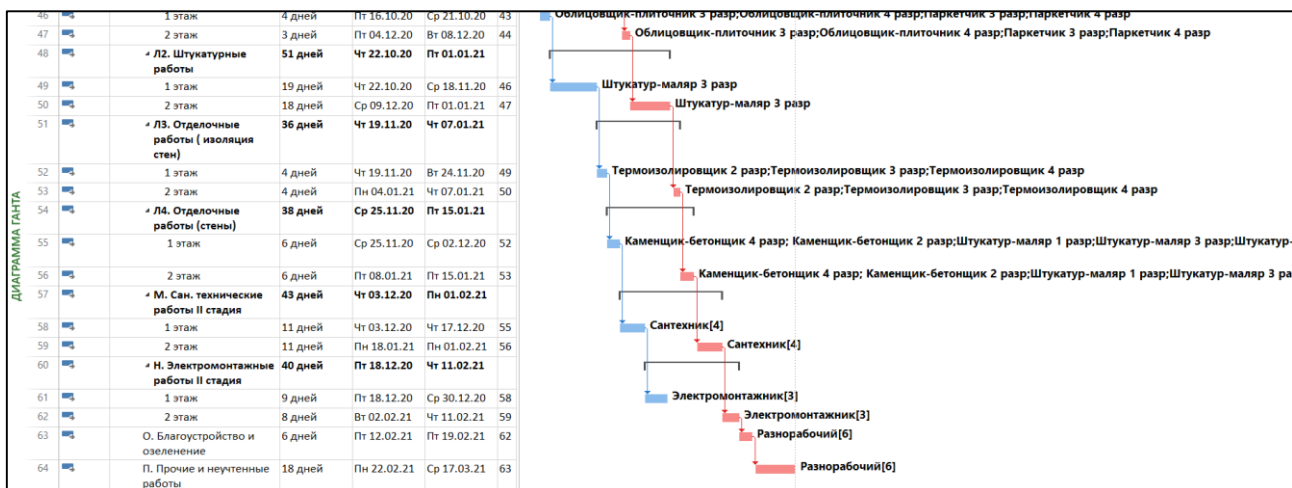 46 1 этаж 4 дней Пт 16.10.20 Ср 21.10.20 43 Облицовщик-плиточник 3 разр;Облицовщик-плиточник 4 разр;Паркетчик 3 разр;Паркетчик 4 разр
47 2 этаж 3 дней Пт 04.12.20 Вт 08.12.20 44 Облицовщик-плиточник 3 разр;Облицовщик-плиточник 4 разр;Паркетчик 3 разр;Паркетчик 4 разр
48 Л2. Штукатурные 51 дней Чт 22.10.20 Пт 01.01.21
работы
49 1 этаж 19 дней Чт 22.10.20 Ср 18.11.20 46 Штукатур-маляр 3 разр
50 2 этаж 18 дней Ср 09.12.20 Пт 01.01.21 47 Штукатур-маляр 3 разр
51 Л3. Отделочные 36 дней Чт 19.11.20 Чт 07.01.21
работы ( изоляция
стен)
52 1 этаж 4 дней Чт 19.11.20 Вт 24.11.20 49 Термоизолировщик 2 разр;Термоизолировщик 3 разр;Термоизолировщик 4 разр
53 2 этаж 4 дней Пн 04.01.21 Чт 07.01.21 50 Термоизолировщик 2 разр;Термоизолировщик 3 разр;Термоизолировщик 4 разр
54 Л4. Отделочные 38 дней Ср 25.11.20 Пт 15.01.21
работы (стены)
55 1 этаж 6 дней Ср 25.11.20 Ср 02.12.20 52 Каменщик-бетонщик 4 разр; Каменщик-бетонщик 2 разр;Штукатур-маляр 1 разр;Штукатур-маляр 3 разр;Штукатур-
56 2 этаж 6 дней Пт 08.01.21 Пт 15.01.21 53 Каменщик-бетонщик 4 разр; Каменщик-бетонщик 2 разр;Штукатур-маляр 1 разр;Штукатур-маляр 3 ра
ДИАГРАММА ГАНТА
57 М. Сан. технические 43 дней Чт 03.12.20 Пн 01.02.21
работы II стадия
58 1 этаж 11 дней Чт 03.12.20 Чт 17.12.20 55 Сантехник[4]
59 2 этаж 11 дней Пн 18.01.21 Пн 01.02.21 56 Сантехник[4]
60 Н. Электромонтажные 40 дней Пт 18.12.20 Чт 11.02.21
работы II стадия
61 1 этаж 9 дней Пт 18.12.20 Ср 30.12.20 58 Электромонтажник[3]
62 2 этаж 8 дней Вт 02.02.21 Чт 11.02.21 59 Электромонтажник[3]
63 О. Благоустройство и 6 дней Пт 12.02.21 Пт 19.02.21 62 Разнорабочий[6]
озеленение
64 П. Прочие и неучтенные 18 дней Пн 22.02.21 Ср 17.03.21 63 Разнорабочий[6]
работы